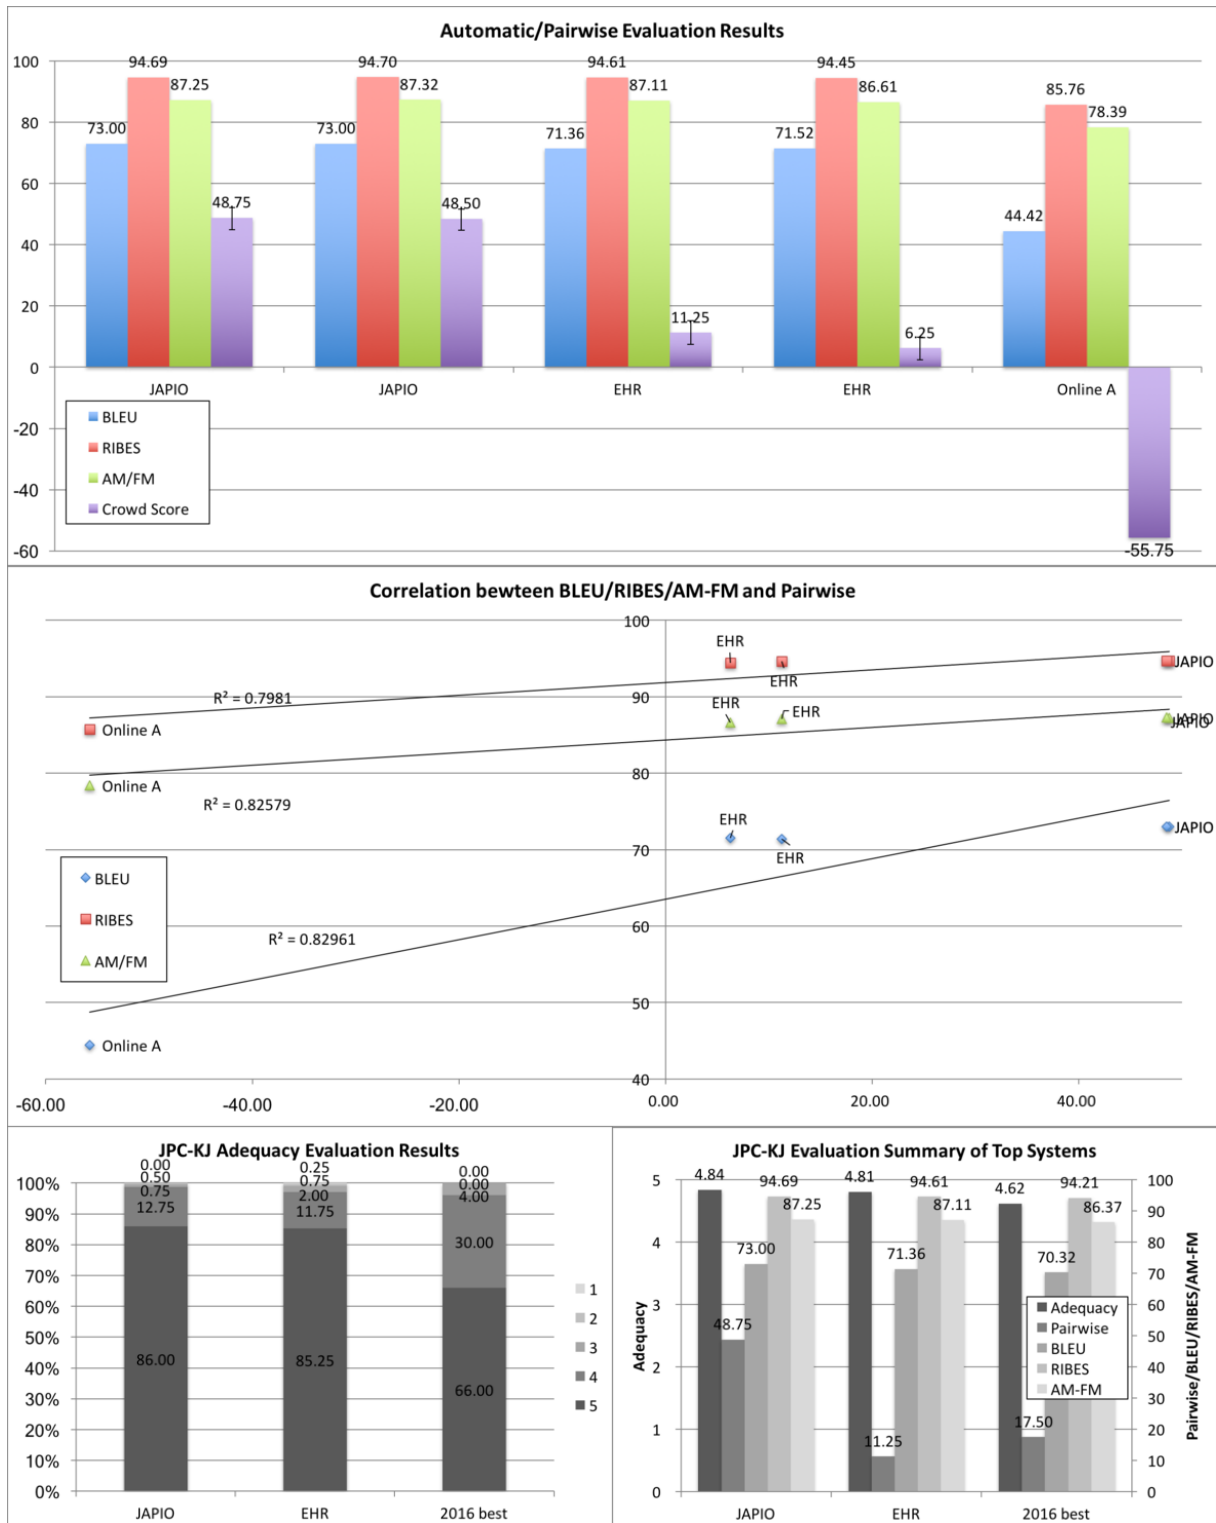 Automatic/Pairwise Evaluation Results
100
80
60
40
20
0
-20
-40
-60
73.00
94.69
87.25
48.75
73.00
94.70
87.32
48.50
71.36
94.61
87.11
11.25
71.52
94.45
86.61
6.25
44.42
85.76
78.39
-55.75
JAPIO
JAPIO
EHR
EHR
Online A
BLEU
RIBES
AM/FM
Crowd Score
Correlation bewteen BLEU/RIBES/AM-FM and Pairwise
100
90
80
70
60
50
40
EHR
EHR
JAPIO
R² = 0.7981
Online A
EHR
EHR
JAPIO
JAPIO
Online A
R² = 0.82579
EHR
EHR
JAPIO
R² = 0.82961
Online A
BLEU
RIBES
AM/FM
-60.00
-40.00
-20.00
0.00
20.00
40.00
JPC-KJ Adequacy Evaluation Results
100%
90%
80%
70%
60%
50%
40%
30%
20%
10%
0%
0.00
0.50
0.75
12.75
86.00
0.25
0.75
2.00
11.75
85.25
0.00
0.00
4.00
30.00
66.00
JAPIO
EHR
2016 best
1
2
3
4
5
JPC-KJ Evaluation Summary of Top Systems
Adequacy
5
4
3
2
1
0
4.84
48.75
73.00
94.69
87.25
4.81
11.25
71.36
94.61
87.11
4.62
17.50
70.32
94.21
86.37
Adequacy
Pairwise
BLEU
RIBES
AM-FM
JAPIO
EHR
2016 best
100
90
80
70
60
50
40
30
20
10
0
Pairwise/BLEU/RIBES/AM-FM